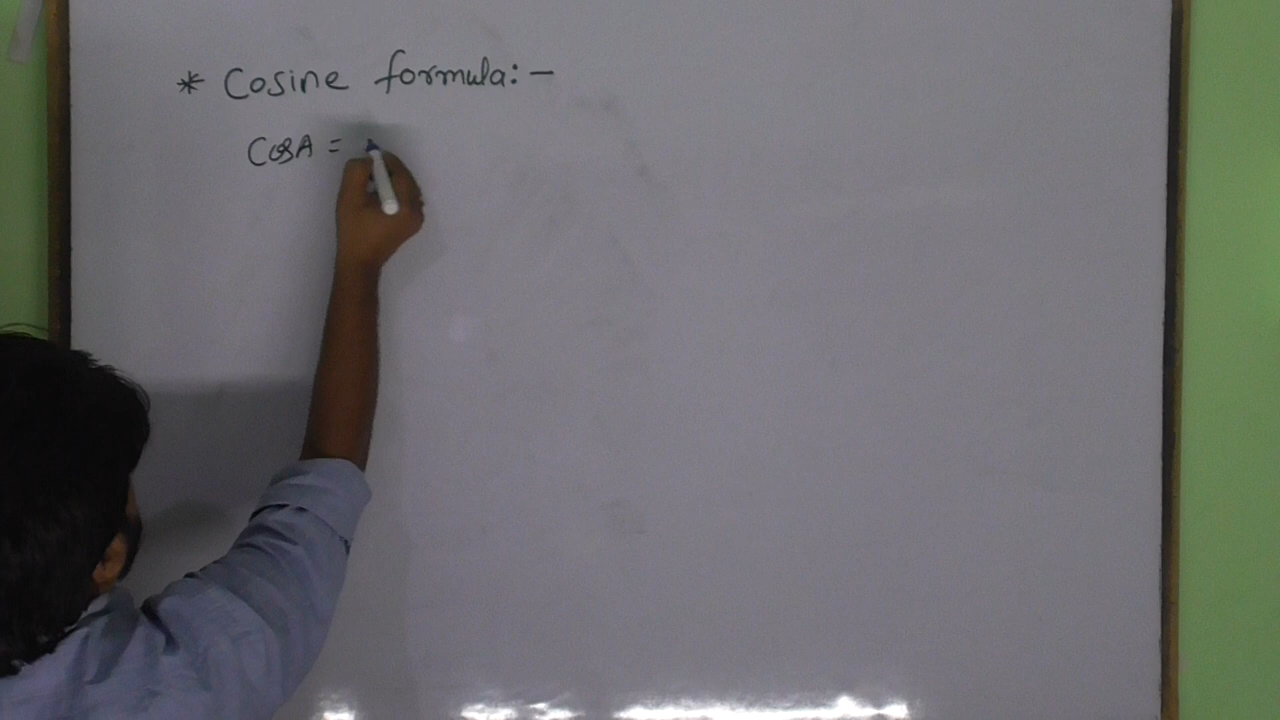 * Cosine formula:-
CosA =